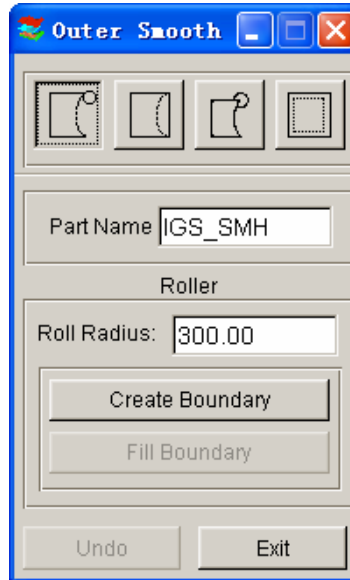 Outer Smooth
Part Name IGS_SMH
Roller
Roll Radius: 300.00
Create Boundary
Fill Boundary
Undo Exit